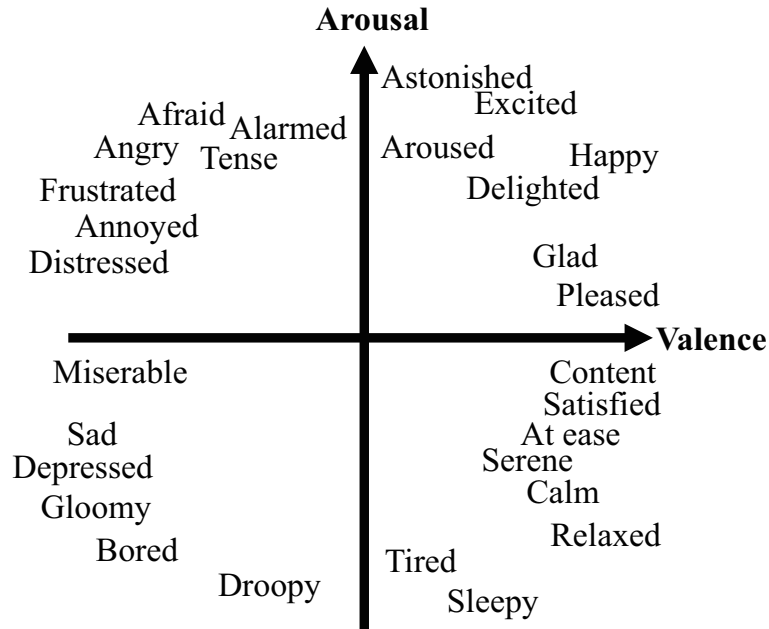 Arousal
Astonished
Excited
Afraid
Alarmed
Angry
Tense
Aroused
Happy
Frustrated
Delighted
Annoyed
Distressed
Glad
Pleased
Valence
Miserable
Content
Satisfied
Sad
At ease
Depressed
Serene
Gloomy
Calm
Bored
Relaxed
Droopy
Tired
Sleepy